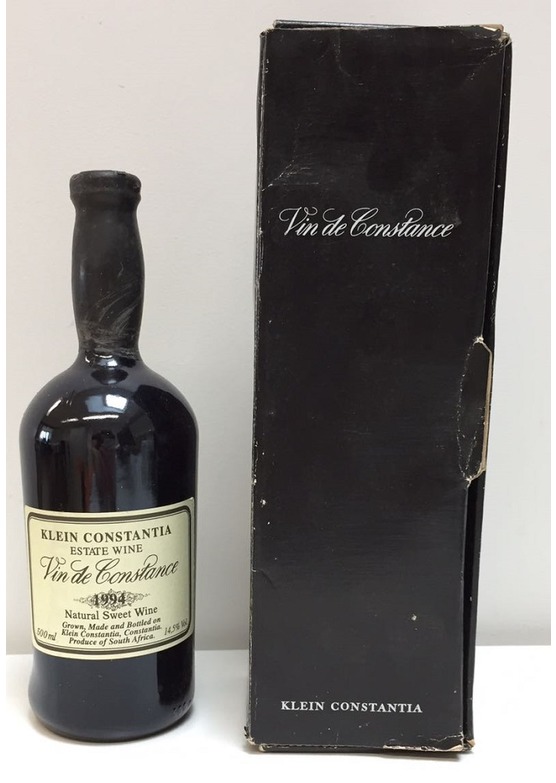 KLEIN CONSTANTIA
ESTATE WINE
Vin de Constance
1994
Natural Sweet Wine
Grown, Made and Bottled on
Klein Constantia, Constantia.
Produce of South Africa.
500 ml
14,5% Vol.
Vin de Constance
KLEIN CONSTANTIA